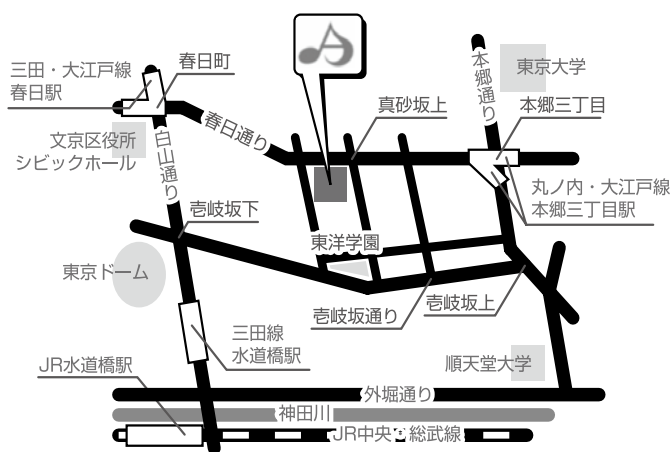 三田・大江戸線
春日駅
春日町
春日通り
本郷通り
東京大学
真砂坂上
本郷三丁目
文京区役所
シビックホール
白山通り
丸ノ内・大江戸線
本郷三丁目駅
壱岐坂下
東洋学園
東京ドーム
壱岐坂通り
壱岐坂上
三田線
水道橋駅
JR水道橋駅
順天堂大学
外堀通り
神田川
JR中央・総武線